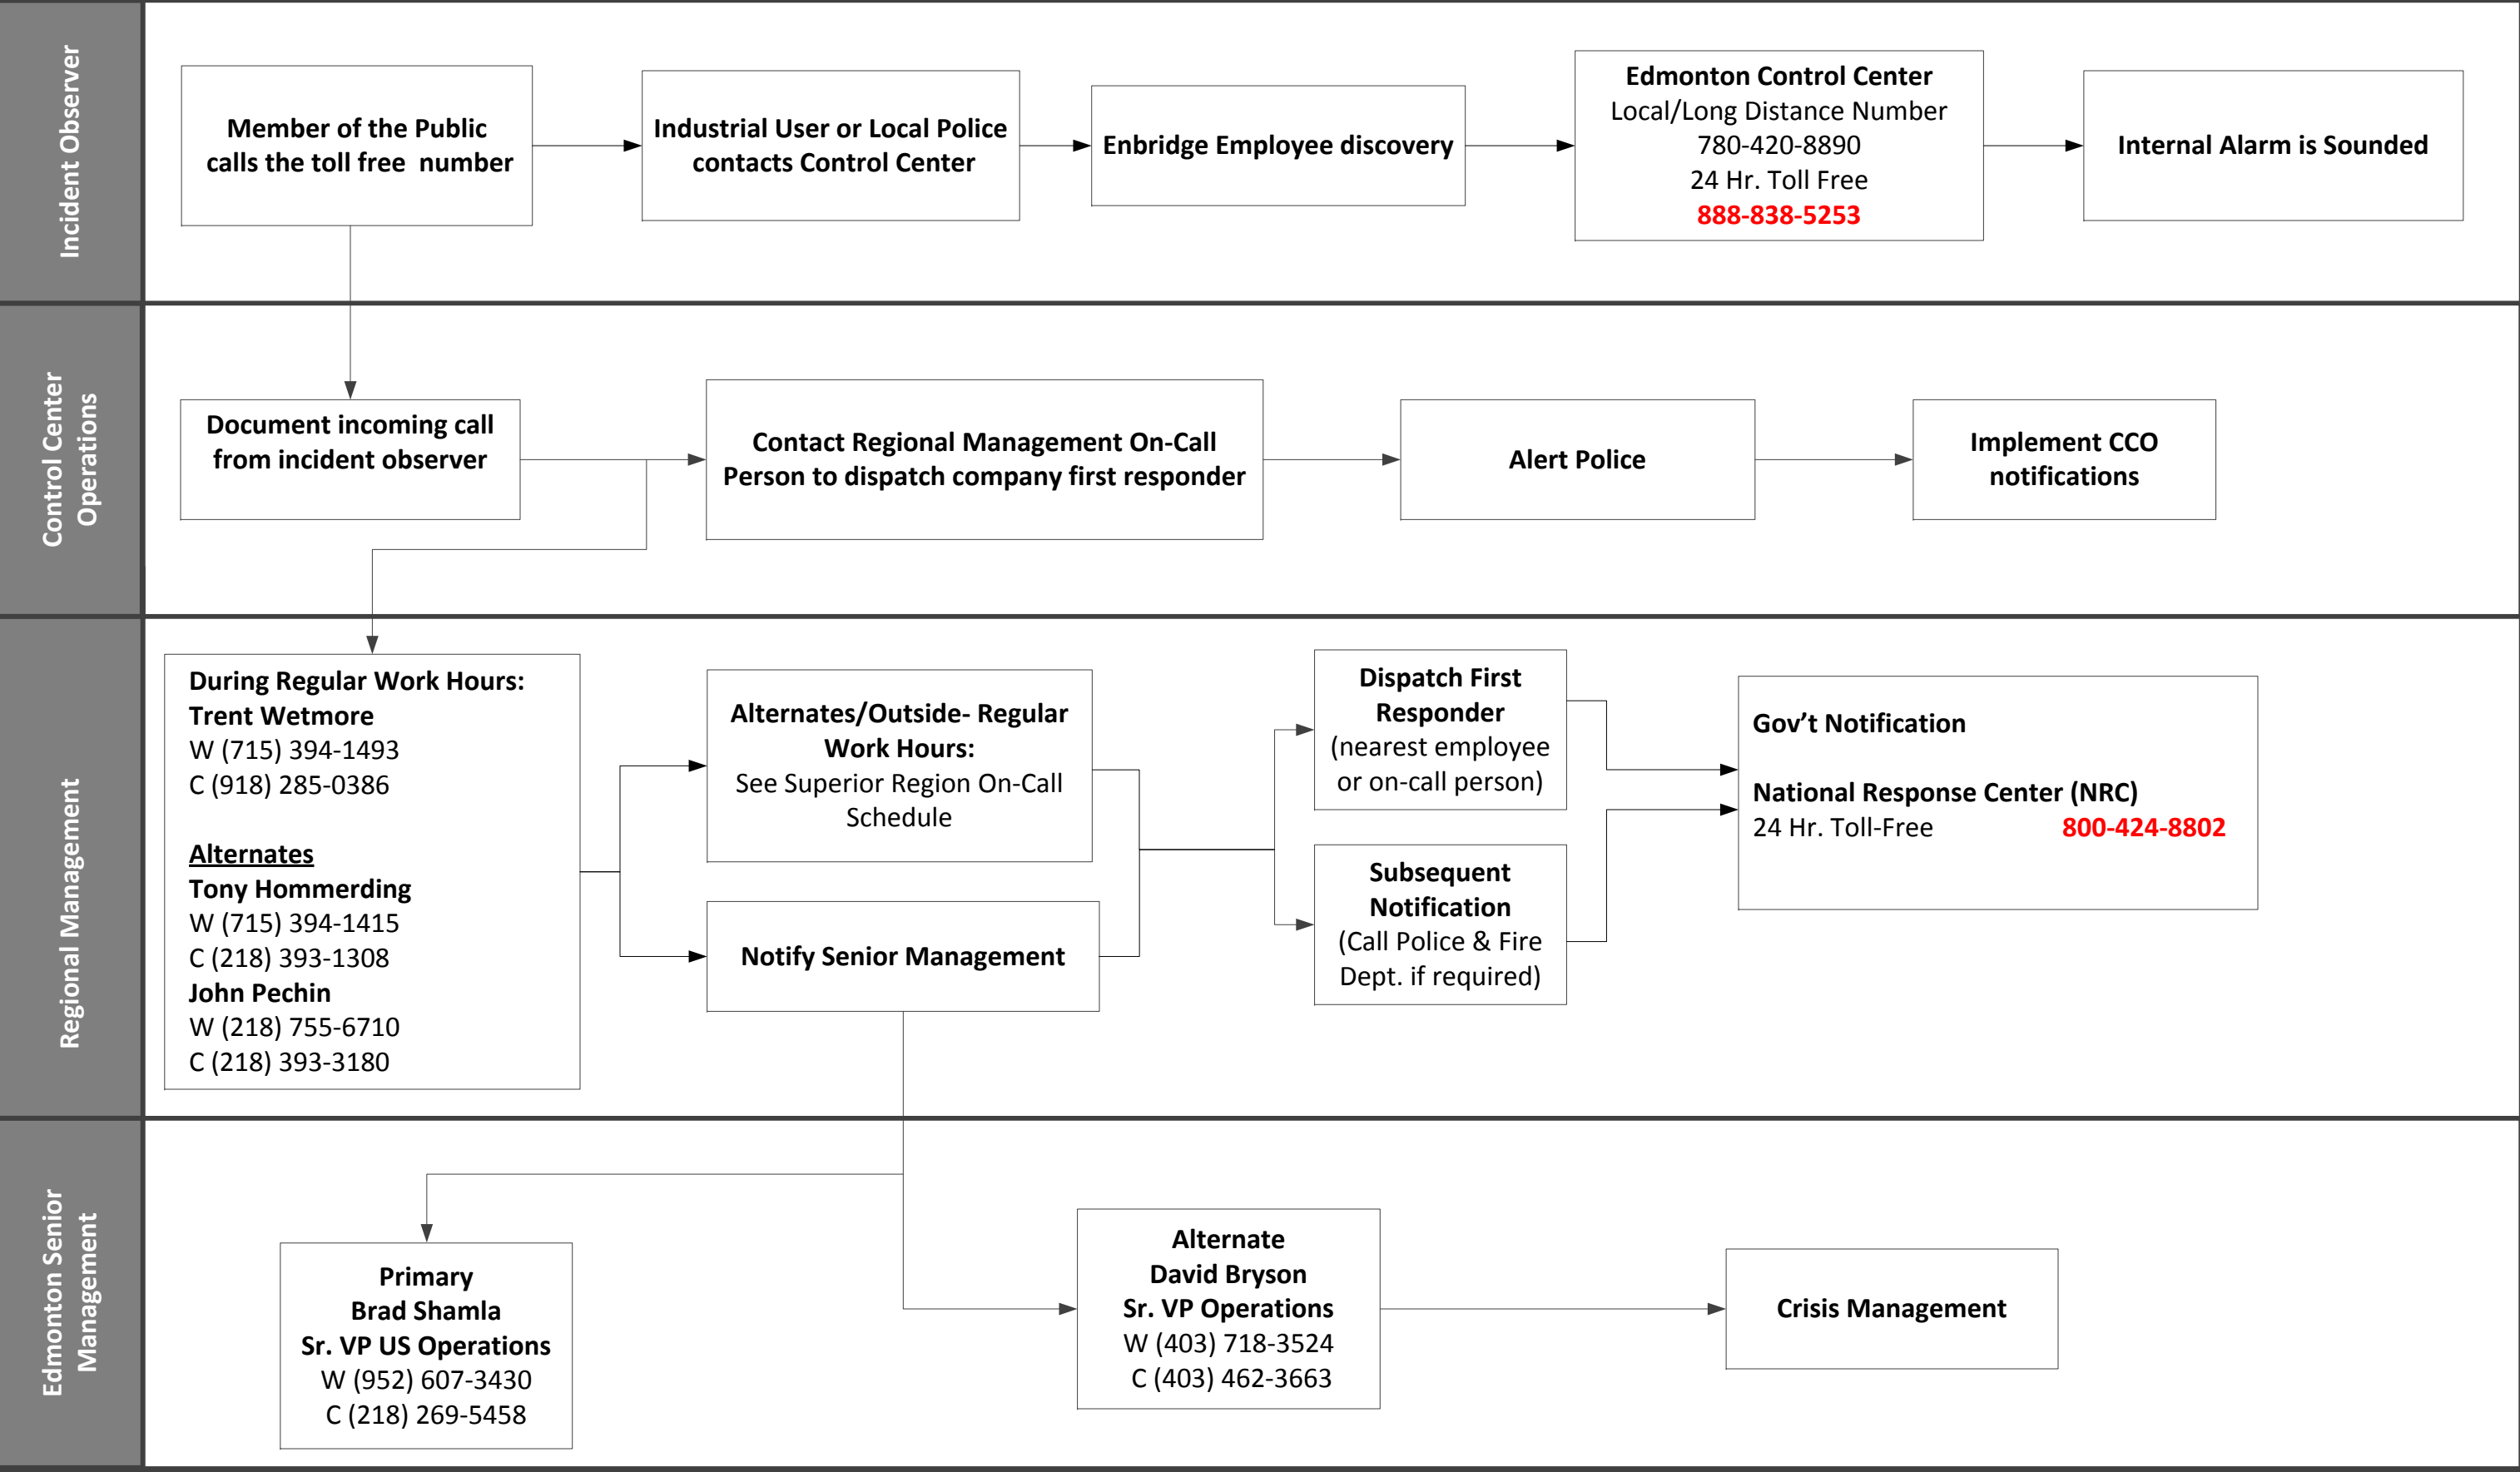 Incident Observer
Member of the Public
calls the toll free number
Industrial User or Local Police
contacts Control Center
Enbridge Employee discovery
Edmonton Control Center
Local/Long Distance Number
780-420-8890
24 Hr. Toll Free
888-838-5253
Internal Alarm is Sounded
Control Center
Operations
Document incoming call
from incident observer
Contact Regional Management On-Call
Person to dispatch company first responder
Alert Police
Implement CCO
notifications
Regional Management
During Regular Work Hours:
Trent Wetmore
W (715) 394-1493
C (918) 285-0386
Alternates
Tony Hommerding
W (715) 394-1415
C (218) 393-1308
John Pechin
W (218) 755-6710
C (218) 393-3180
Alternates/Outside- Regular
Work Hours:
See Superior Region On-Call
Schedule
Notify Senior Management
Dispatch First
Responder
(nearest employee
or on-call person)
Subsequent
Notification
(Call Police & Fire
Dept. if required)
Gov’t Notification
National Response Center (NRC)
24 Hr. Toll-Free 800-424-8802
Edmonton Senior
Management
Primary
Brad Shamla
Sr. VP US Operations
W (952) 607-3430
C (218) 269-5458
Alternate
David Bryson
Sr. VP Operations
W (403) 718-3524
C (403) 462-3663
Crisis Management